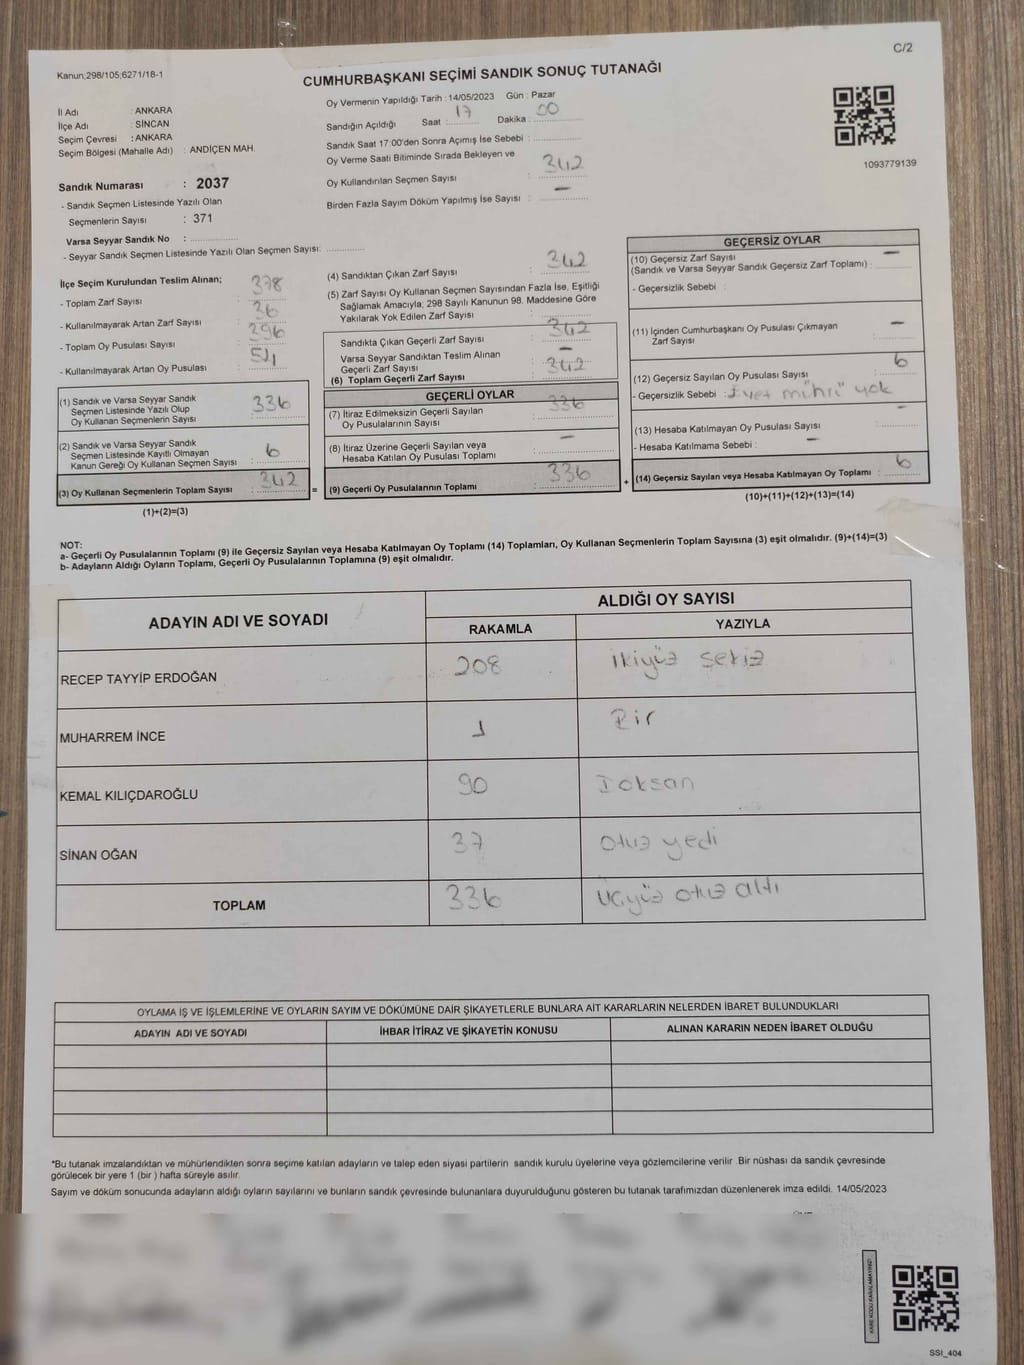 C/2
Kanun;298/105;6271/18-1
CUMHURBAŞKANI SEÇİMİ SANDIK SONUÇ TUTANAĞI
İl Adı : ANKARA
İlçe Adı : SİNCAN
Seçim Çevresi : ANKARA
Seçim Bölgesi (Mahalle Adı) : ANDİÇEN MAH.
Sandık Numarası : 2037
- Sandık Seçmen Listesinde Yazılı Olan
Seçmenlerin Sayısı : 371
Varsa Seyyar Sandık No :
- Seyyar Sandık Seçmen Listesinde Yazılı Olan Seçmen Sayısı:
Oy Vermenin Yapıldığı Tarih : 14/05/2023 Gün : Pazar
Sandığın Açıldığı Saat : 17 Dakika : 00
Sandık Saat 17:00'den Sonra Açımış İse Sebebi :
Oy Verme Saati Bitiminde Sırada Bekleyen ve
Oy Kullandırılan Seçmen Sayısı : 342
Birden Fazla Sayım Döküm Yapılmış İse Sayısı : –
1093779139
İlçe Seçim Kurulundan Teslim Alınan;
- Toplam Zarf Sayısı : 378
- Kullanılmayarak Artan Zarf Sayısı : 36
- Toplam Oy Pusulası Sayısı : 396
- Kullanılmayarak Artan Oy Pusulası : 54
(1) Sandık ve Varsa Seyyar Sandık
Seçmen Listesinde Yazılı Olup
Oy Kullanan Seçmenlerin Sayısı : 336
(2) Sandık ve Varsa Seyyar Sandık
Seçmen Listesinde Kayıtlı Olmayan
Kanun Gereği Oy Kullanan Seçmen Sayısı : 6
(3) Oy Kullanan Seçmenlerin Toplam Sayısı : 342
(1)+(2)=(3)
(4) Sandıktan Çıkan Zarf Sayısı : 342
(5) Zarf Sayısı Oy Kullanan Seçmen Sayısından Fazla İse, Eşitliği
Sağlamak Amacıyla; 298 Sayılı Kanunun 98. Maddesine Göre
Yakılarak Yok Edilen Zarf Sayısı :
Sandıkta Çıkan Geçerli Zarf Sayısı : 342
Varsa Seyyar Sandıktan Teslim Alınan
Geçerli Zarf Sayısı : –
(6) Toplam Geçerli Zarf Sayısı : 342
GEÇERLİ OYLAR
(7) İtiraz Edilmeksizin Geçerli Sayılan
Oy Pusulalarının Sayısı : 336
(8) İtiraz Üzerine Geçerli Sayılan veya
Hesaba Katılan Oy Pusulası Toplamı : –
= (9) Geçerli Oy Pusulalarının Toplamı : 336
GEÇERSİZ OYLAR
(10) Geçersiz Zarf Sayısı
(Sandık ve Varsa Seyyar Sandık Geçersiz Zarf Toplamı) : –
- Geçersizlik Sebebi :
(11) İçinden Cumhurbaşkanı Oy Pusulası Çıkmayan
Zarf Sayısı : –
(12) Geçersiz Sayılan Oy Pusulası Sayısı : 6
- Geçersizlik Sebebi : Evet mührü yok
(13) Hesaba Katılmayan Oy Pusulası Sayısı : –
- Hesaba Katılmama Sebebi : –
+ (14) Geçersiz Sayılan veya Hesaba Katılmayan Oy Toplamı : 6
(10)+(11)+(12)+(13)=(14)
NOT:
a- Geçerli Oy Pusulalarının Toplamı (9) ile Geçersiz Sayılan veya Hesaba Katılmayan Oy Toplamı (14) Toplamları, Oy Kullanan Seçmenlerin Toplam Sayısına (3) eşit olmalıdır. (9)+(14)=(3)
b- Adayların Aldığı Oyların Toplamı, Geçerli Oy Pusulalarının Toplamına (9) eşit olmalıdır.
ADAYIN ADI VE SOYADI
ALDIĞI OY SAYISI
RAKAMLA YAZIYLA
RECEP TAYYİP ERDOĞAN 208 ikiyüz sekiz
MUHARREM İNCE 1 Bir
KEMAL KILIÇDAROĞLU 90 Doksan
SİNAN OĞAN 37 Otuz yedi
TOPLAM 336 Üçyüz otuz altı
OYLAMA İŞ VE İŞLEMLERİNE VE OYLARIN SAYIM VE DÖKÜMÜNE DAİR ŞİKAYETLERLE BUNLARA AİT KARARLARIN NELERDEN İBARET BULUNDUKLARI
ADAYIN ADI VE SOYADI İHBAR İTİRAZ VE ŞİKAYETİN KONUSU ALINAN KARARIN NEDEN İBARET OLDUĞU
*Bu tutanak imzalandıktan ve mühürlendikten sonra seçime katılan adayların ve talep eden siyasi partilerin sandık kurulu üyelerine veya gözlemcilerine verilir .Bir nüshası da sandık çevresinde
görülecek bir yere 1 (bir ) hafta süreyle asılır.
Sayım ve döküm sonucunda adayların aldığı oyların sayılarını ve bunların sandık çevresinde bulunanlara duyurulduğunu gösteren bu tutanak tarafımızdan düzenlenerek imza edildi. 14/05/2023
SSI_404